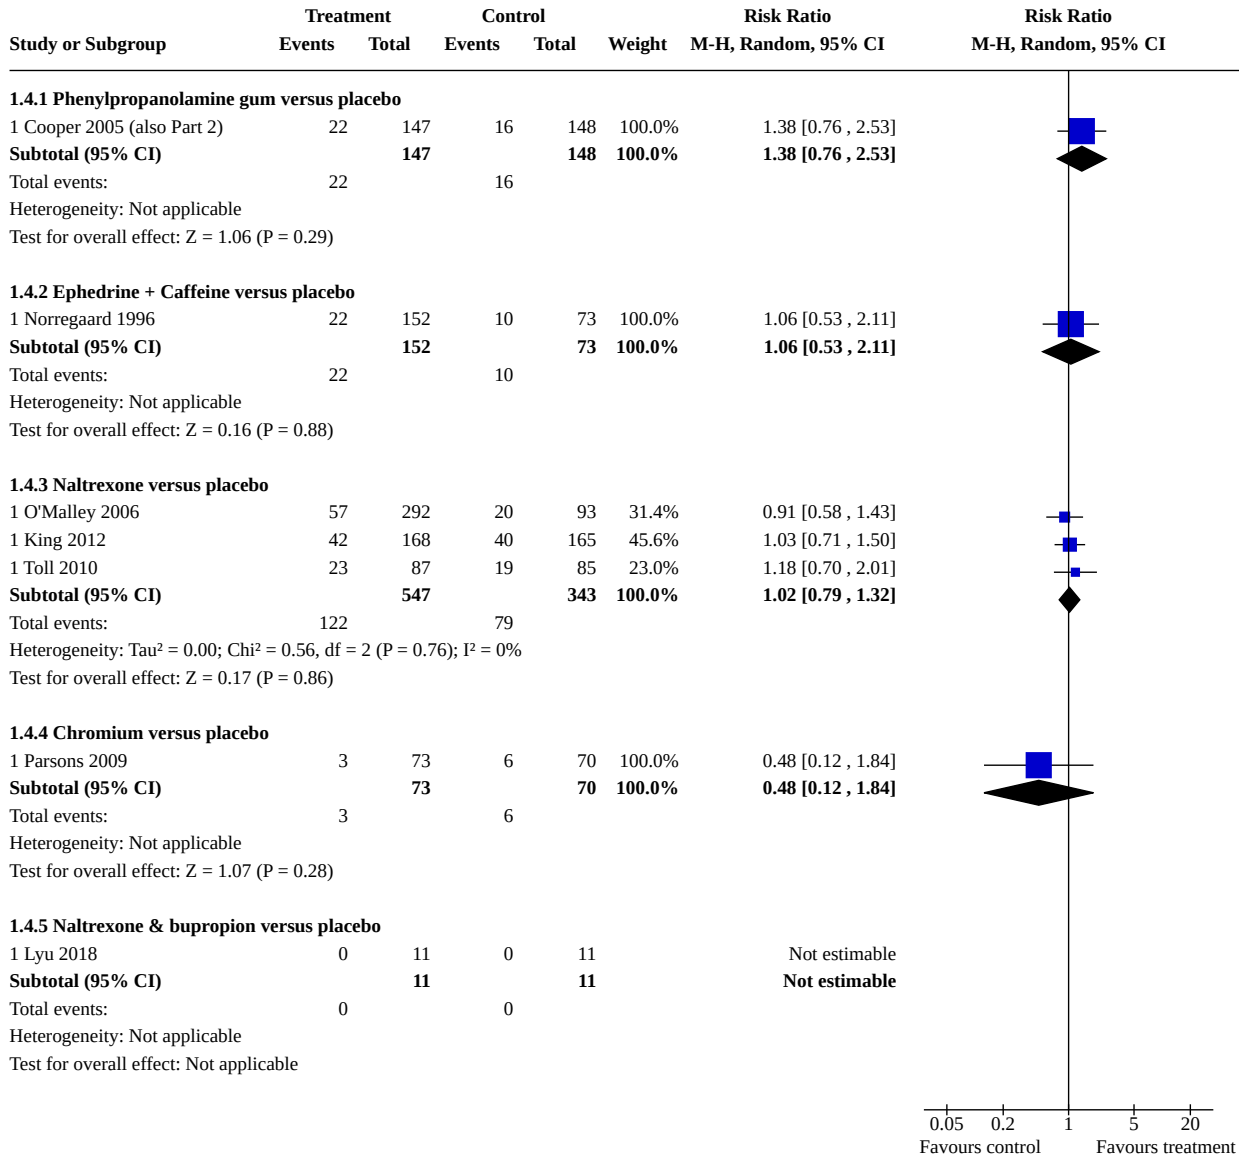 Treatment Control Risk Ratio Risk Ratio
Study or Subgroup Events Total Events Total Weight M-H, Random, 95% CI M-H, Random, 95% CI
1.4.1 Phenylpropanolamine gum versus placebo
1 Cooper 2005 (also Part 2) 22 147 16 148 100.0% 1.38 [0.76 , 2.53]
Subtotal (95% CI) 147 148 100.0% 1.38 [0.76 , 2.53]
Total events: 22 16
Heterogeneity: Not applicable
Test for overall effect: Z = 1.06 (P = 0.29)
1.4.2 Ephedrine + Caffeine versus placebo
1 Norregaard 1996 22 152 10 73 100.0% 1.06 [0.53 , 2.11]
Subtotal (95% CI) 152 73 100.0% 1.06 [0.53 , 2.11]
Total events: 22 10
Heterogeneity: Not applicable
Test for overall effect: Z = 0.16 (P = 0.88)
1.4.3 Naltrexone versus placebo
1 O'Malley 2006 57 292 20 93 31.4% 0.91 [0.58 , 1.43]
1 King 2012 42 168 40 165 45.6% 1.03 [0.71 , 1.50]
1 Toll 2010 23 87 19 85 23.0% 1.18 [0.70 , 2.01]
Subtotal (95% CI) 547 343 100.0% 1.02 [0.79 , 1.32]
Total events: 122 79
Heterogeneity: Tau² = 0.00; Chi² = 0.56, df = 2 (P = 0.76); I² = 0%
Test for overall effect: Z = 0.17 (P = 0.86)
1.4.4 Chromium versus placebo
1 Parsons 2009 3 73 6 70 100.0% 0.48 [0.12 , 1.84]
Subtotal (95% CI) 73 70 100.0% 0.48 [0.12 , 1.84]
Total events: 3 6
Heterogeneity: Not applicable
Test for overall effect: Z = 1.07 (P = 0.28)
1.4.5 Naltrexone & bupropion versus placebo
1 Lyu 2018 0 11 0 11 Not estimable
Subtotal (95% CI) 11 11 Not estimable
Total events: 0 0
Heterogeneity: Not applicable
Test for overall effect: Not applicable
0.05 0.2 1 5 20
Favours control Favours treatment